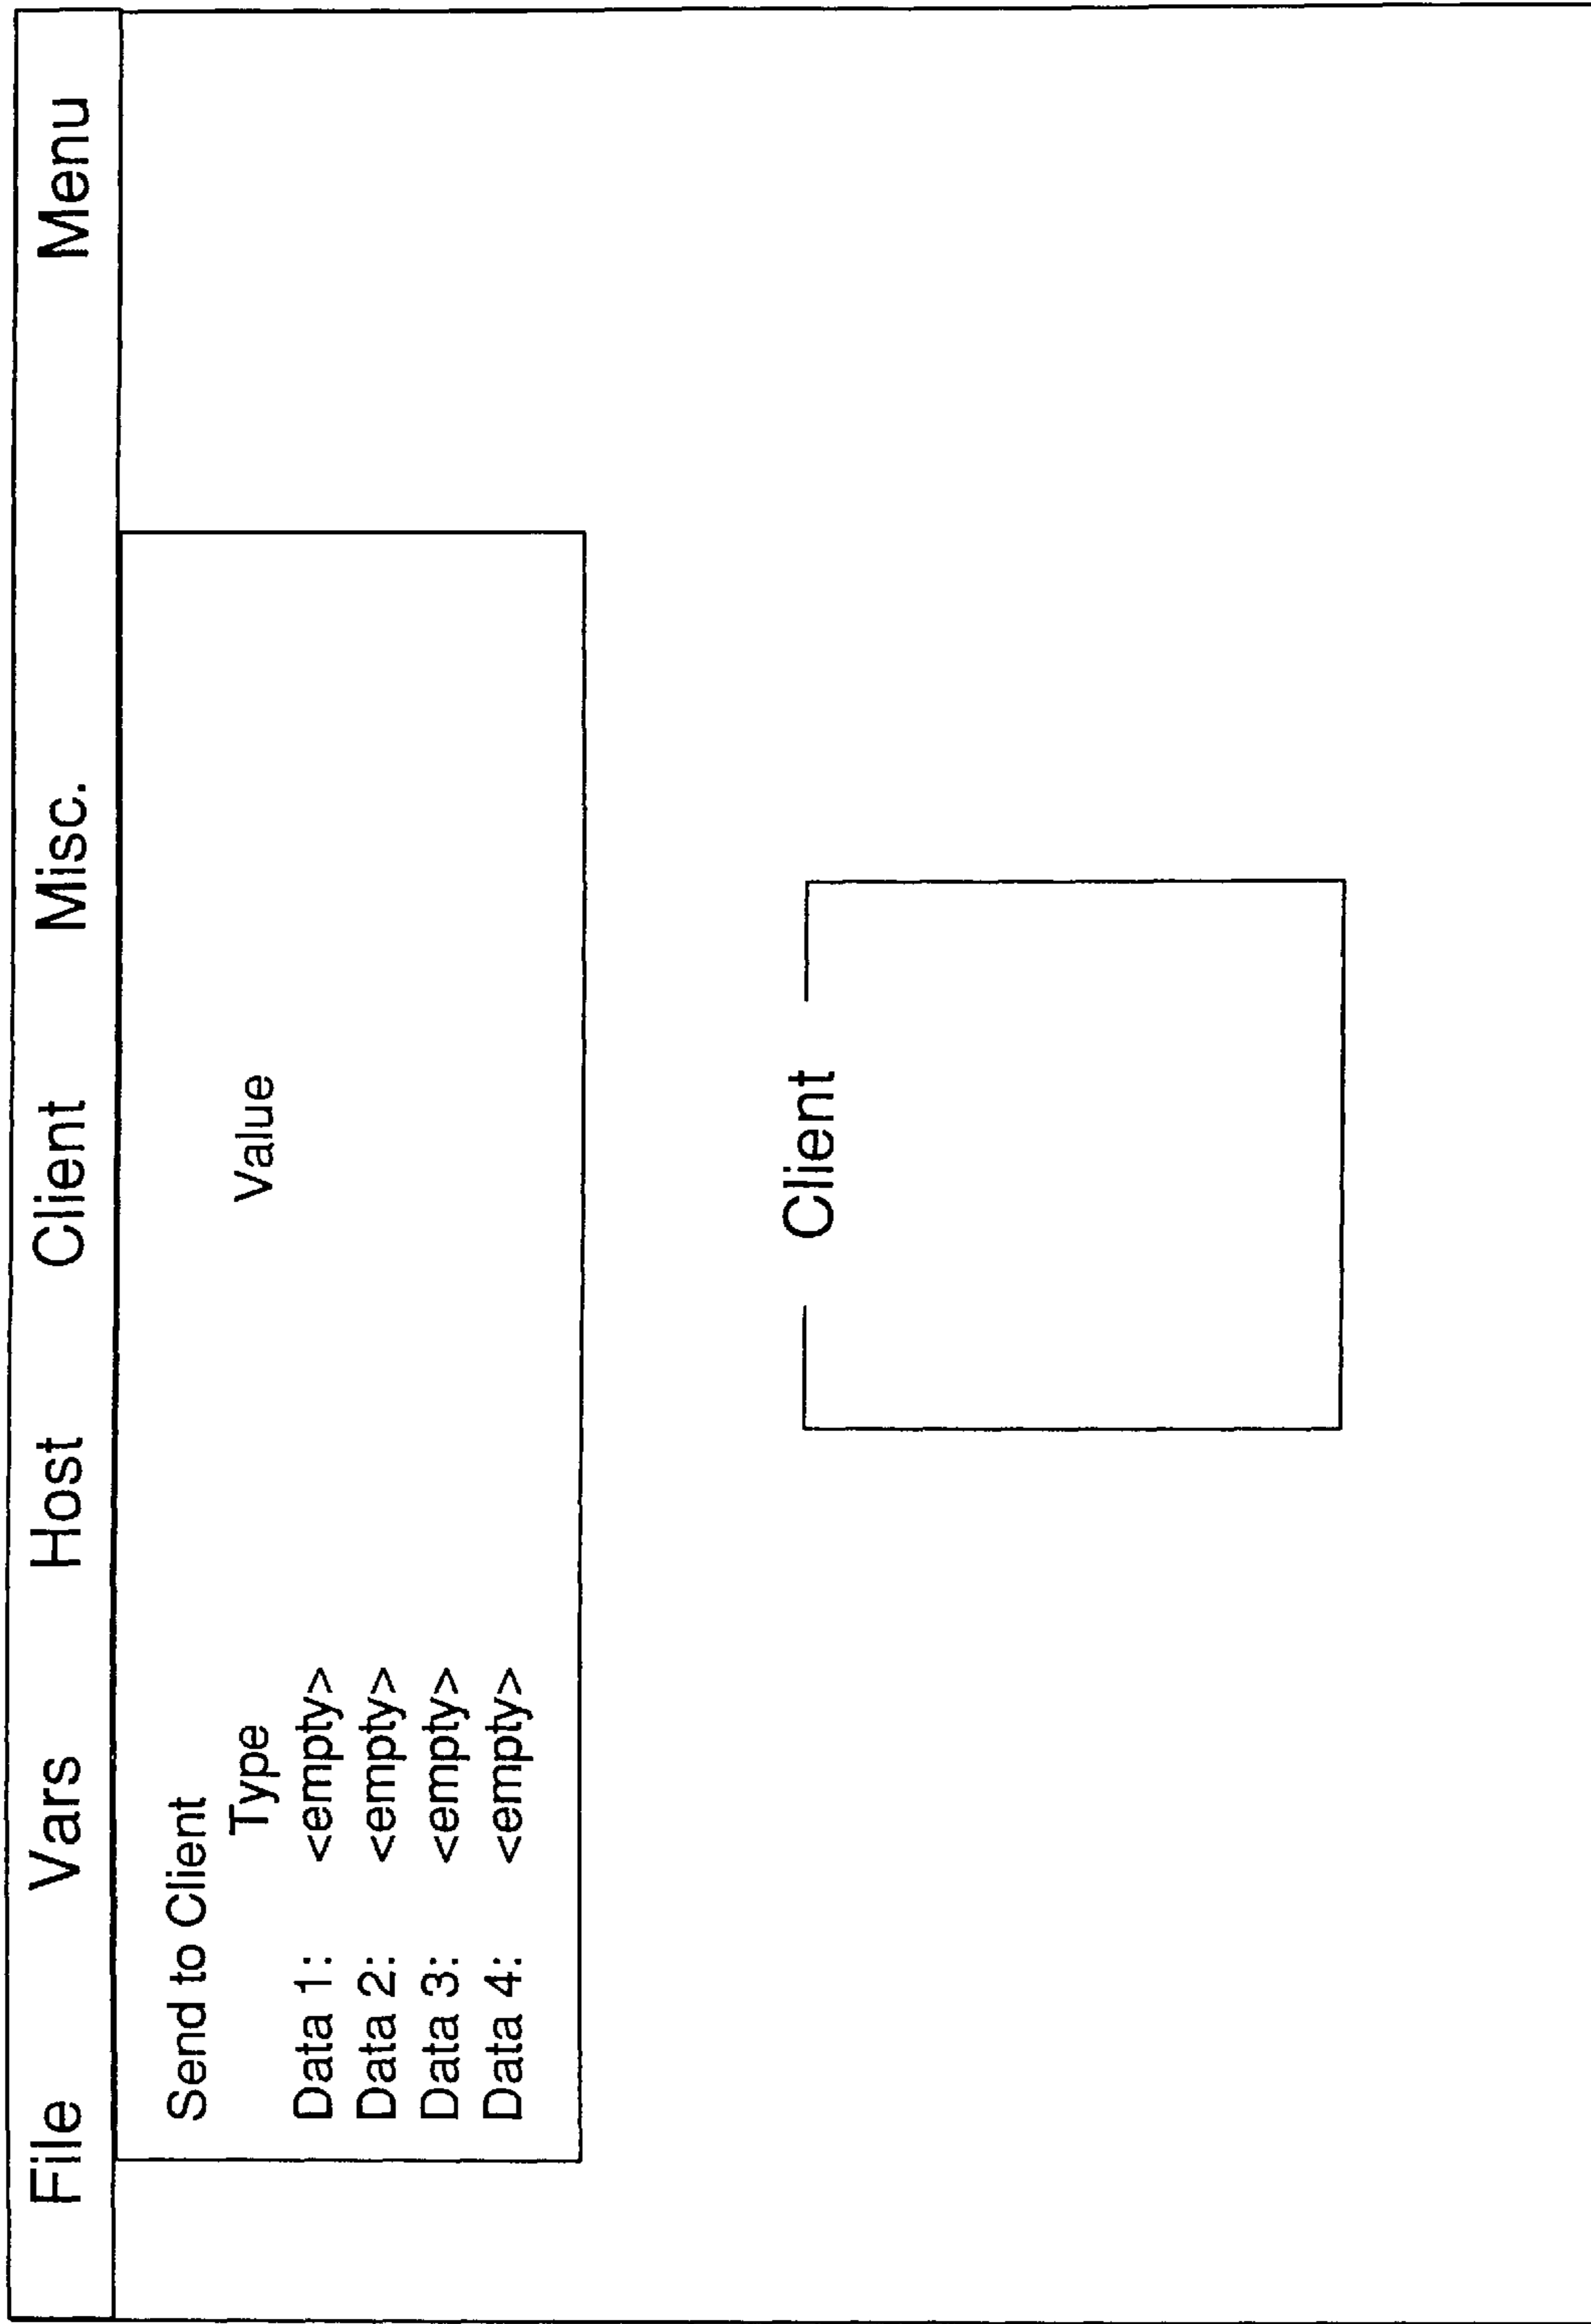 File Vars Host Client Misc. Menu
Send to Client
Type Value
Data 1: <empty>
Data 2: <empty>
Data 3: <empty>
Data 4: <empty>
Client